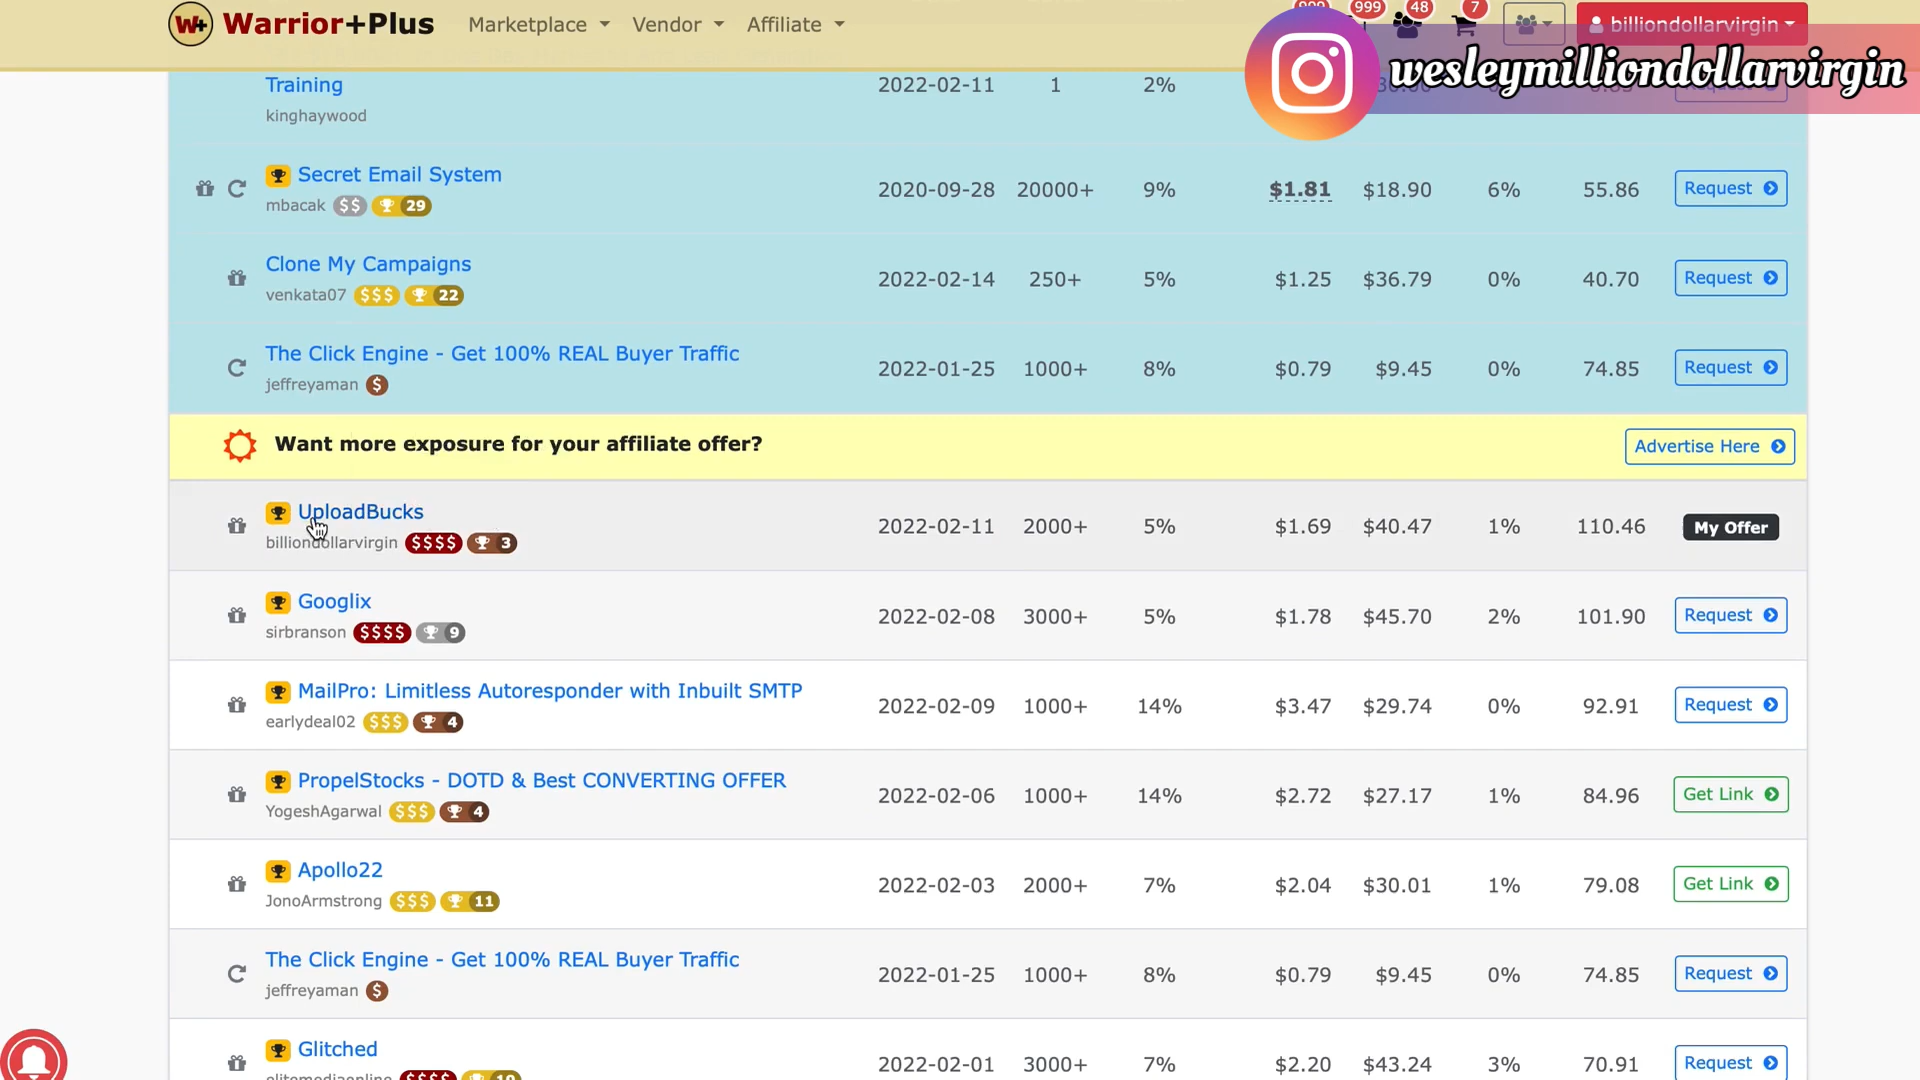 W+ Warrior+Plus Marketplace Vendor Affiliate 999 999 48 7 billiondollarvirgin
wesleymilliondollarvirgin
Training 2022-02-11 1 2%
kinghaywood
Secret Email System 2020-09-28 20000+ 9% $1.81 $18.90 6% 55.86 Request
mbacak $$ 29
Clone My Campaigns 2022-02-14 250+ 5% $1.25 $36.79 0% 40.70 Request
venkata07 $$$ 22
The Click Engine - Get 100% REAL Buyer Traffic 2022-01-25 1000+ 8% $0.79 $9.45 0% 74.85 Request
jeffreyaman $
Want more exposure for your affiliate offer? Advertise Here
UploadBucks 2022-02-11 2000+ 5% $1.69 $40.47 1% 110.46 My Offer
billiondollarvirgin $$$$ 3
Googlix 2022-02-08 3000+ 5% $1.78 $45.70 2% 101.90 Request
sirbranson $$$$ 9
MailPro: Limitless Autoresponder with Inbuilt SMTP 2022-02-09 1000+ 14% $3.47 $29.74 0% 92.91 Request
earlydeal02 $$$ 4
PropelStocks - DOTD & Best CONVERTING OFFER 2022-02-06 1000+ 14% $2.72 $27.17 1% 84.96 Get Link
YogeshAgarwal $$$ 4
Apollo22 2022-02-03 2000+ 7% $2.04 $30.01 1% 79.08 Get Link
JonoArmstrong $$$ 11
The Click Engine - Get 100% REAL Buyer Traffic 2022-01-25 1000+ 8% $0.79 $9.45 0% 74.85 Request
jeffreyaman $
Glitched 2022-02-01 3000+ 7% $2.20 $43.24 3% 70.91 Request
elitemediaonline $$$$ 19